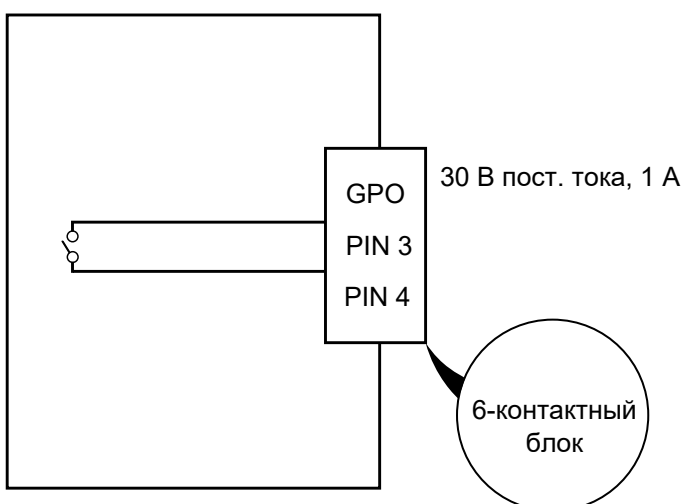 GPO
30 В пост. тока, 1 А
PIN 3
PIN 4
6-контактный
блок